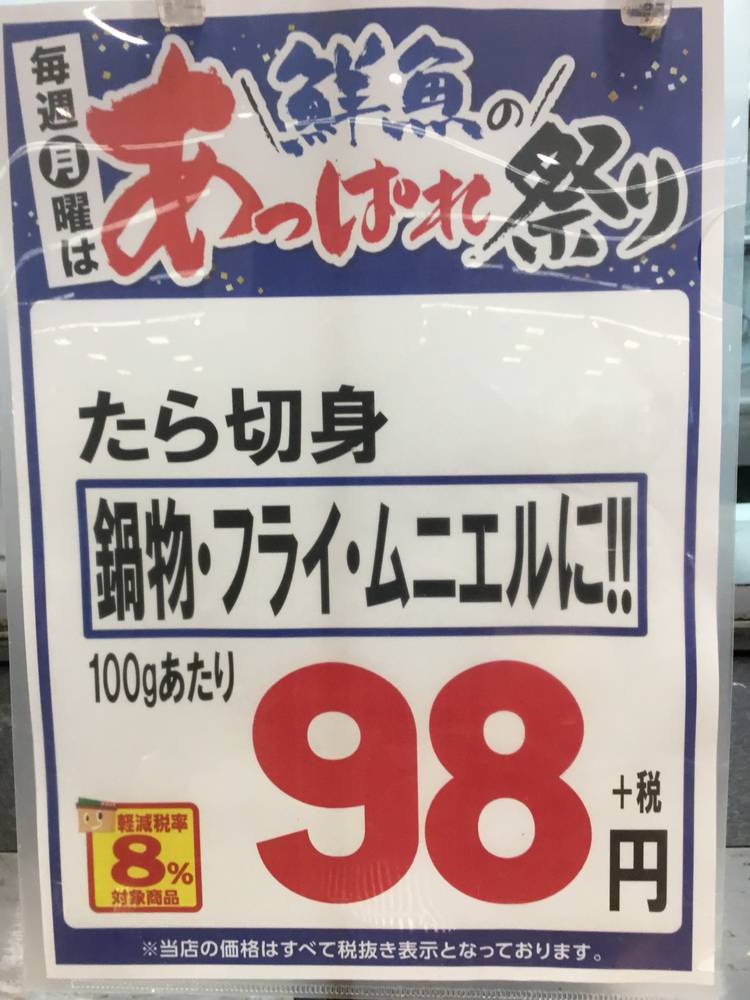 毎週月曜は
鮮魚の
あっぱれ祭り
たら切身
鍋物・フライ・ムニエルに!!
100gあたり
98
+税
円
軽減税率
8%
対象商品
※当店の価格はすべて税抜き表示となっております。